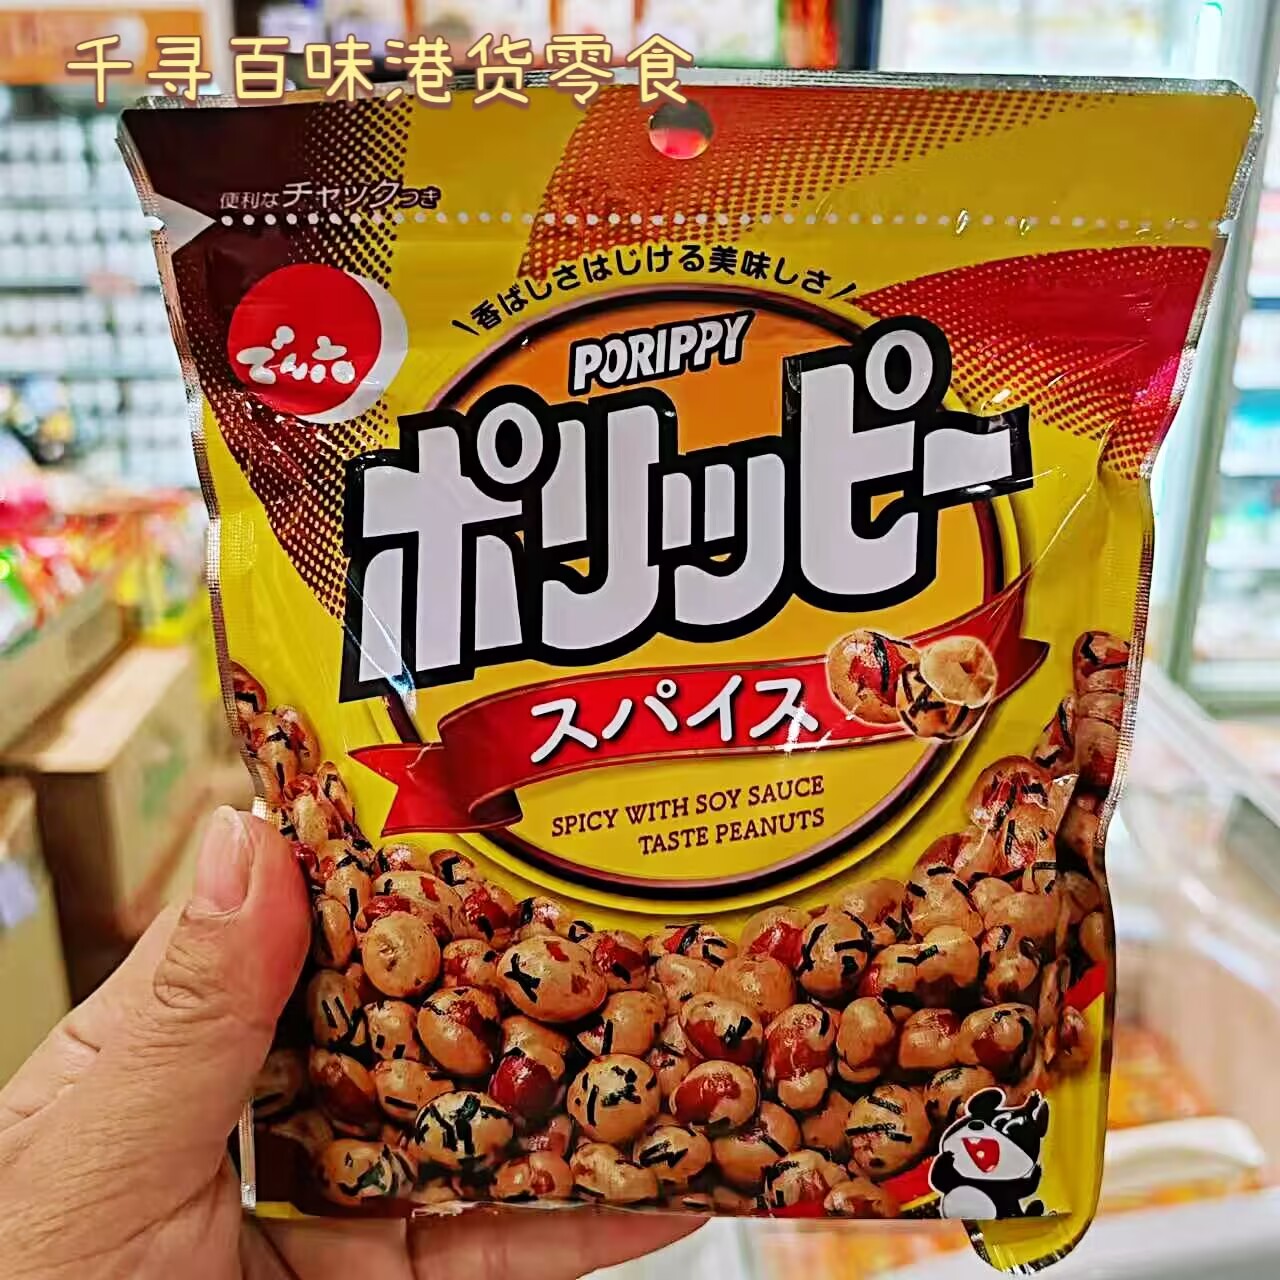 千寻百味港货零食
便利なチャックつき
香ばしさはじける美味しさ
でん六
PORIPPY
ポリッピー
スパイス
SPICY WITH SOY SAUCE
TASTE PEANUTS